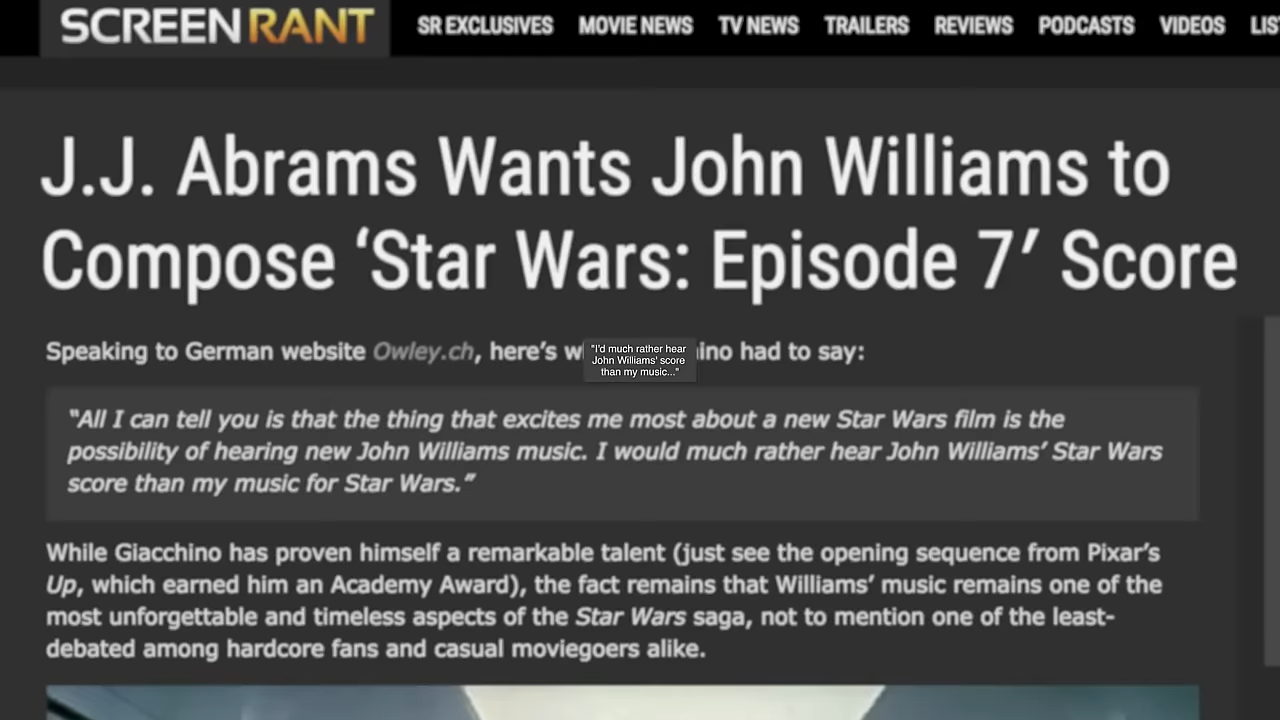 SCREENRANT SR EXCLUSIVES MOVIE NEWS TV NEWS TRAILERS REVIEWS PODCASTS VIDEOS LIS
J.J. Abrams Wants John Williams to
Compose ‘Star Wars: Episode 7’ Score
Speaking to German website Owley.ch, here’s w ino had to say:
"I'd much rather hear
John Williams' score
than my music..."
“All I can tell you is that the thing that excites me most about a new Star Wars film is the
possibility of hearing new John Williams music. I would much rather hear John Williams’ Star Wars
score than my music for Star Wars.”
While Giacchino has proven himself a remarkable talent (just see the opening sequence from Pixar’s
Up, which earned him an Academy Award), the fact remains that Williams’ music remains one of the
most unforgettable and timeless aspects of the Star Wars saga, not to mention one of the least-
debated among hardcore fans and casual moviegoers alike.